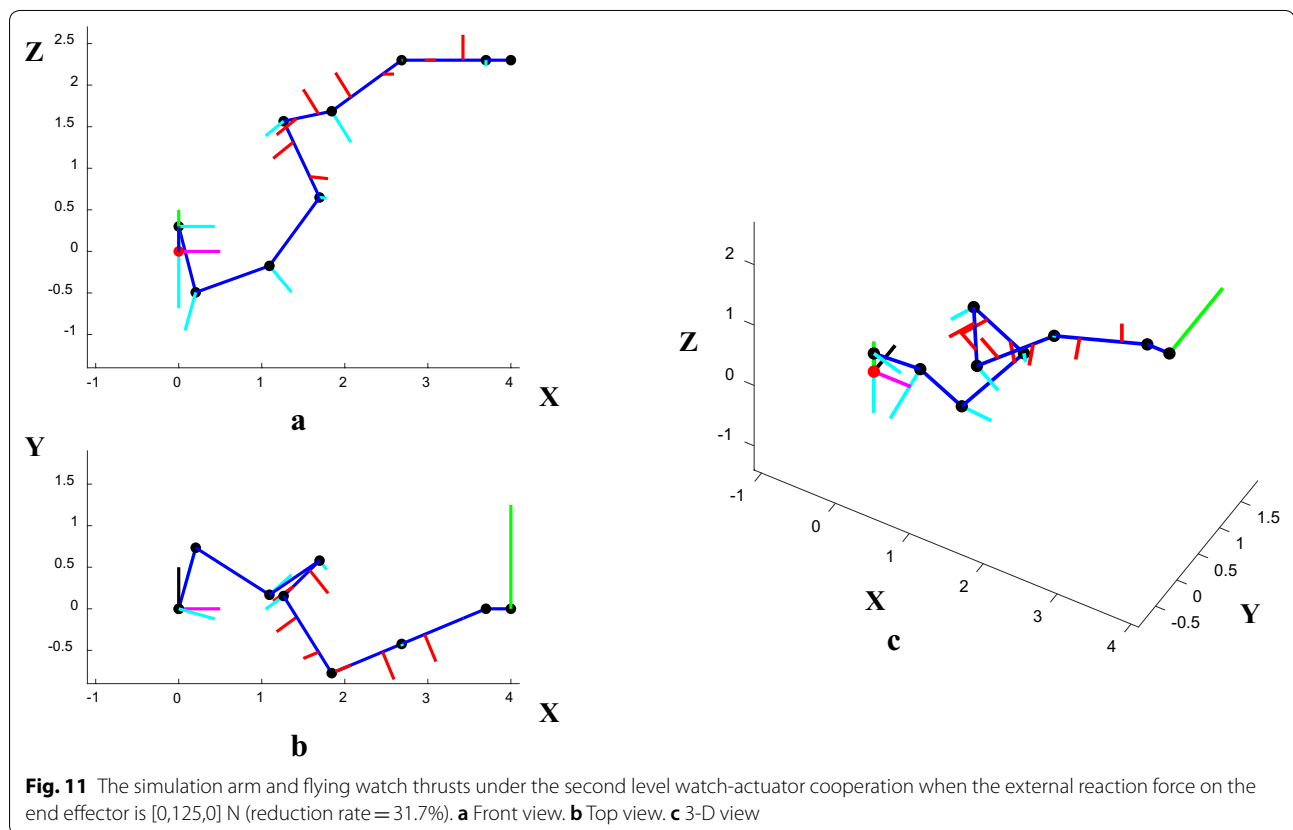 Z
2.5
2
1.5
1
0.5
0
-0.5
-1
-1 0 1 2 3 4
X
a
Y
1.5
1
0.5
0
-0.5
-1 0 1 2 3 4
X
b
Z
2
1
0
-1
-1
0
1
2
3
4
X
1.5
1
0.5
0
-0.5
Y
c
Fig. 11 The simulation arm and flying watch thrusts under the second level watch-actuator cooperation when the external reaction force on the
end effector is [0,125,0] N (reduction rate = 31.7%). a Front view. b Top view. c 3-D view